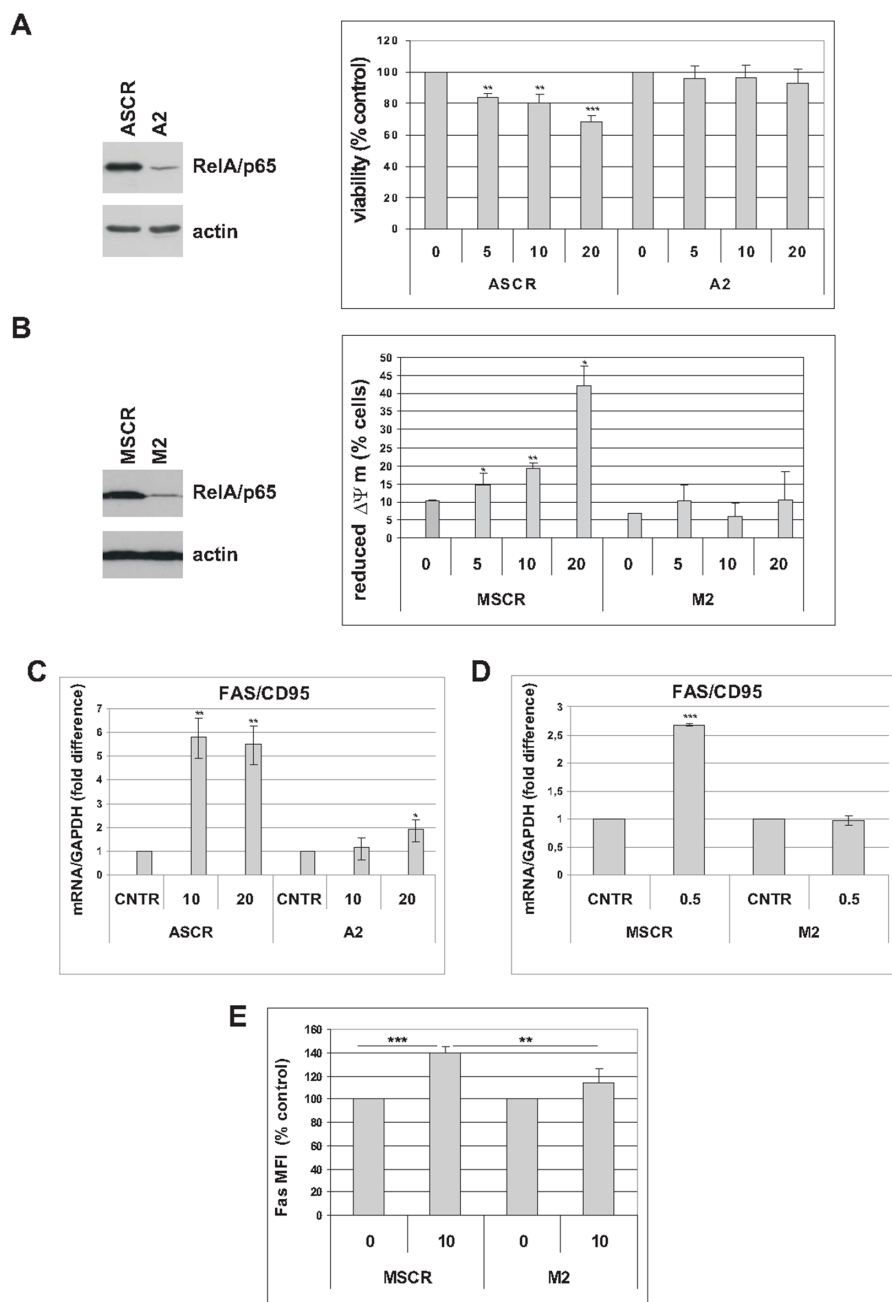 A
ASCR
A2
RelA/p65
actin
viability (% control)
120
100
80
60
40
20
0
** ** ***
0 5 10 20 0 5 10 20
ASCR A2
B
MSCR
M2
RelA/p65
actin
reduced ΔΨ m (% cells)
50
45
40
35
30
25
20
15
10
5
0
* ** *
0 5 10 20 0 5 10 20
MSCR M2
C
FAS/CD95
mRNA/GAPDH (fold difference)
8
7
6
5
4
3
2
1
0
** ** *
CNTR 10 20 CNTR 10 20
ASCR A2
D
FAS/CD95
mRNA/GAPDH (fold difference)
3
2,5
2
1,5
1
0,5
0
***
CNTR 0.5 CNTR 0.5
MSCR M2
E
Fas MFI (% control)
160
140
120
100
80
60
40
20
0
*** **
0 10 0 10
MSCR M2